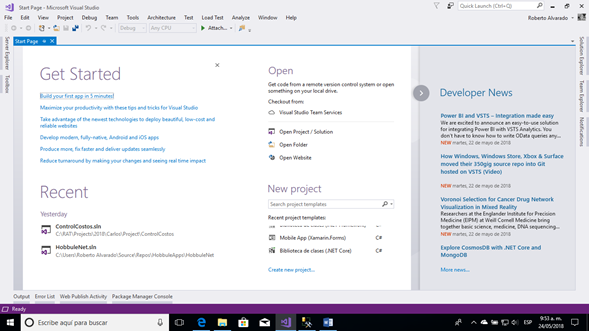 Start Page - Microsoft Visual Studio
Quick Launch (Ctrl+Q)
File Edit View Project Debug Team Tools Architecture Test Load Test Analyze Window Help
Roberto Alvarado
Debug Any CPU Attach...
Start Page
Server Explorer
Toolbox
Get Started
Build your first app in 5 minutes!
Maximize your productivity with these tips and tricks for Visual Studio
Take advantage of the newest technologies to deploy beautiful, low-cost and
reliable websites
Develop modern, fully-native, Android and iOS apps
Produce more, fix faster and deliver updates seamlessly
Reduce turnaround by making your changes and seeing real time impact
Recent
Yesterday
ControlCostos.sln
C:\RAT\Projects\2018\Carlos\Project\ControlCostos
HobbuleNet.sln
C:\Users\Roberto Alvarado\Source\Repos\HobbuleApps\HobbuleNet
Open
Get code from a remote version control system or open
something on your local drive.
Checkout from:
Visual Studio Team Services
Open Project / Solution
Open Folder
Open Website
New project
Search project templates
Recent project templates:
Mobile App (Xamarin.Forms) C#
Biblioteca de clases (.NET Core) C#
Create new project...
Developer News
Power BI and VSTS – Integration made easy
We are excited to announce an easy-to-use solution
for integrating Power BI with VSTS Analytics. You
don't have to know how to write OData queries any...
NEW martes, 22 de mayo de 2018
How Windows, Windows Store, Xbox & Surface
moved their 350gig source repo into Git
hosted on VSTS (Video)
NEW martes, 22 de mayo de 2018
Voronoi Selection for Cancer Drug Network
Visualization in Mixed Reality
Researchers at the Englander Institute for Precision
Medicine (EIPM) at Weill Cornell Medicine bring
together basic science, medicine, DNA sequencing...
NEW martes, 22 de mayo de 2018
Explore CosmosDB with .NET Core and
MongoDB
More news...
Solution Explorer
Team Explorer
Notifications
Output Error List Web Publish Activity Package Manager Console
Ready
Escribe aquí para buscar
ESP
9:53 a. m.
24/05/2018